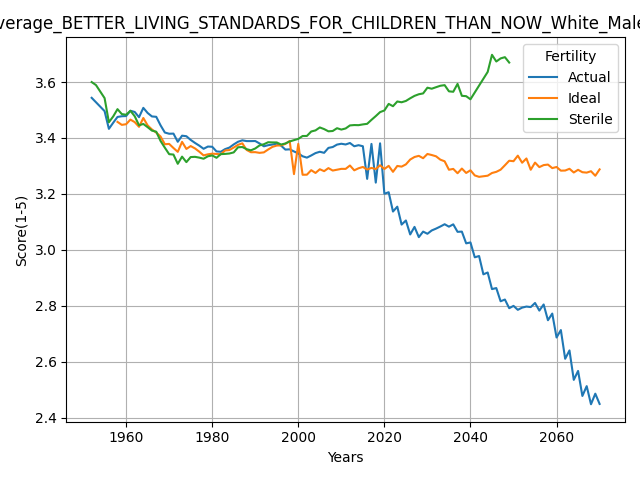 verage_BETTER_LIVING_STANDARDS_FOR_CHILDREN_THAN_NOW_White_Male
Fertility
Actual
Ideal
Sterile
Score(1-5)
3.6
3.4
3.2
3.0
2.8
2.6
2.4
1960 1980 2000 2020 2040 2060
Years